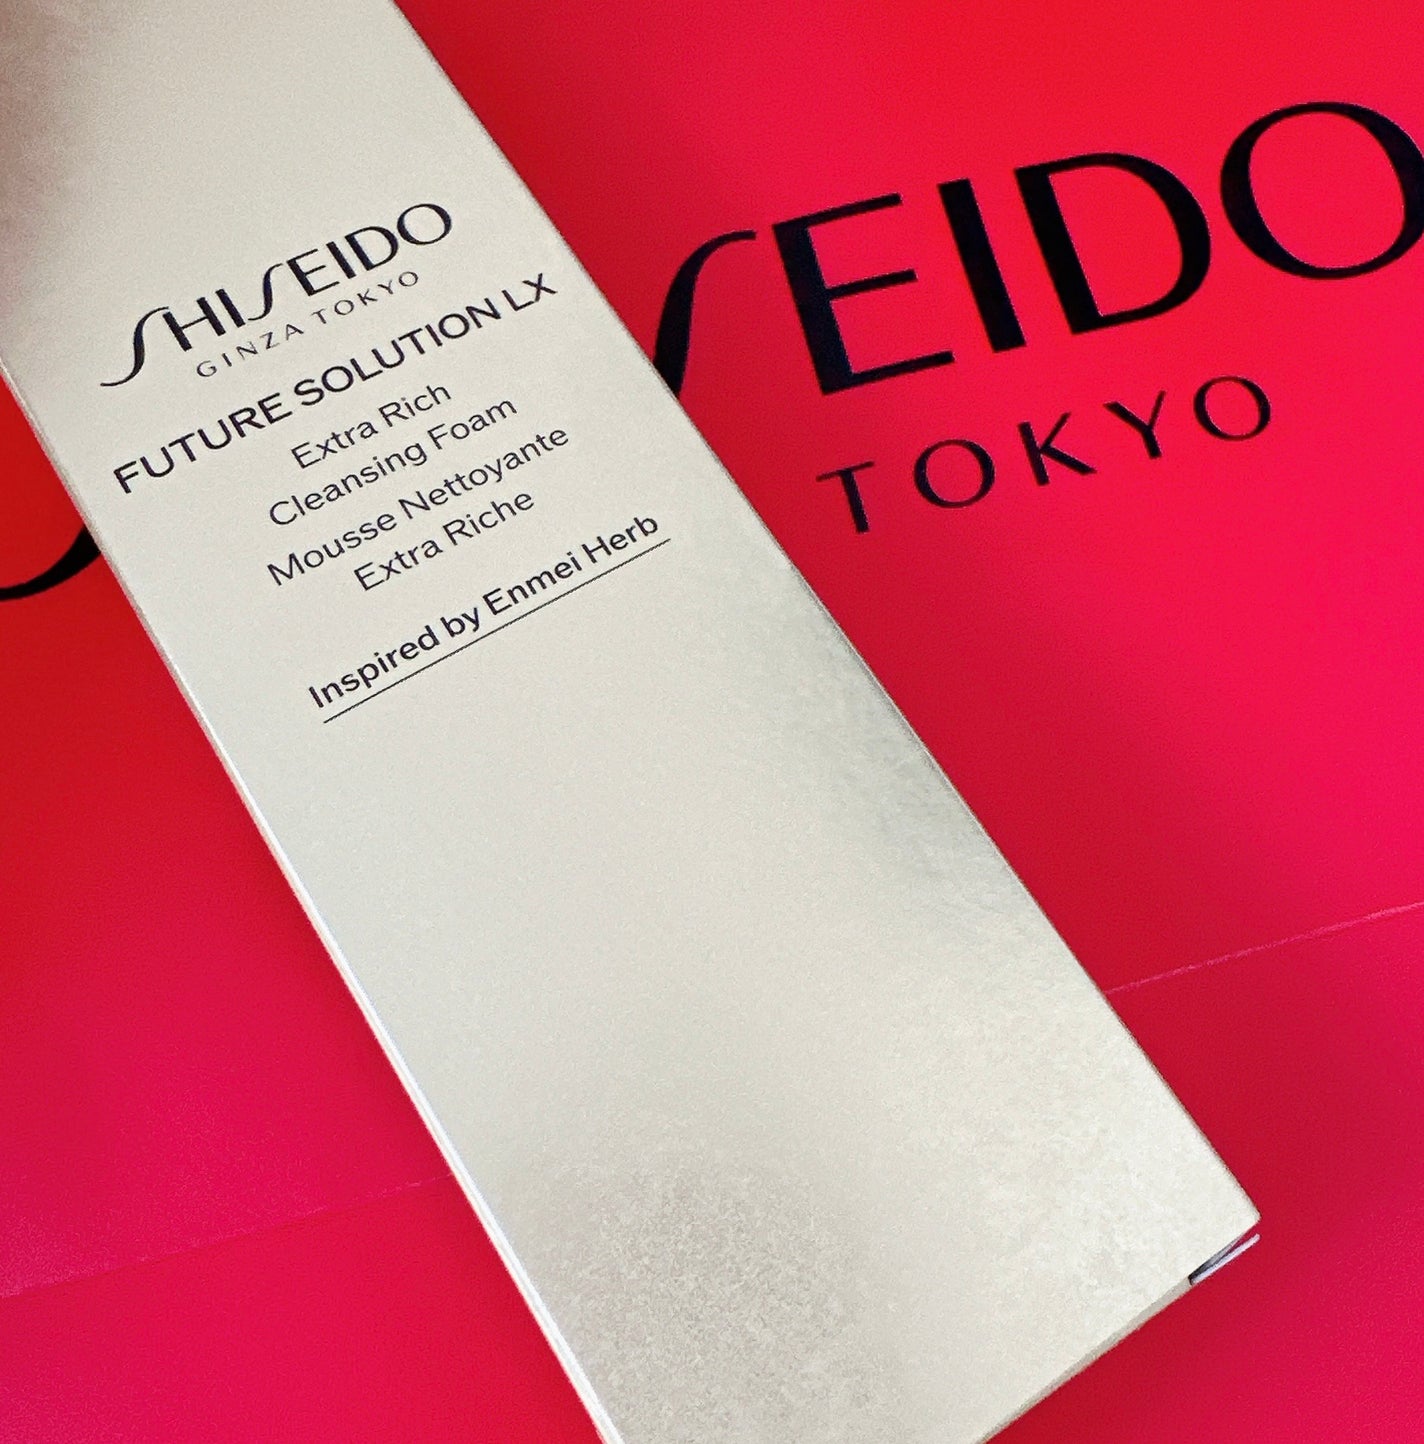 SHISEIDO
GINZA TOKYO
FUTURE SOLUTION LX
Extra Rich
Cleansing Foam
Mousse Nettoyante
Extra Riche
Inspired by Enmei Herb
SEIDO
TOKYO